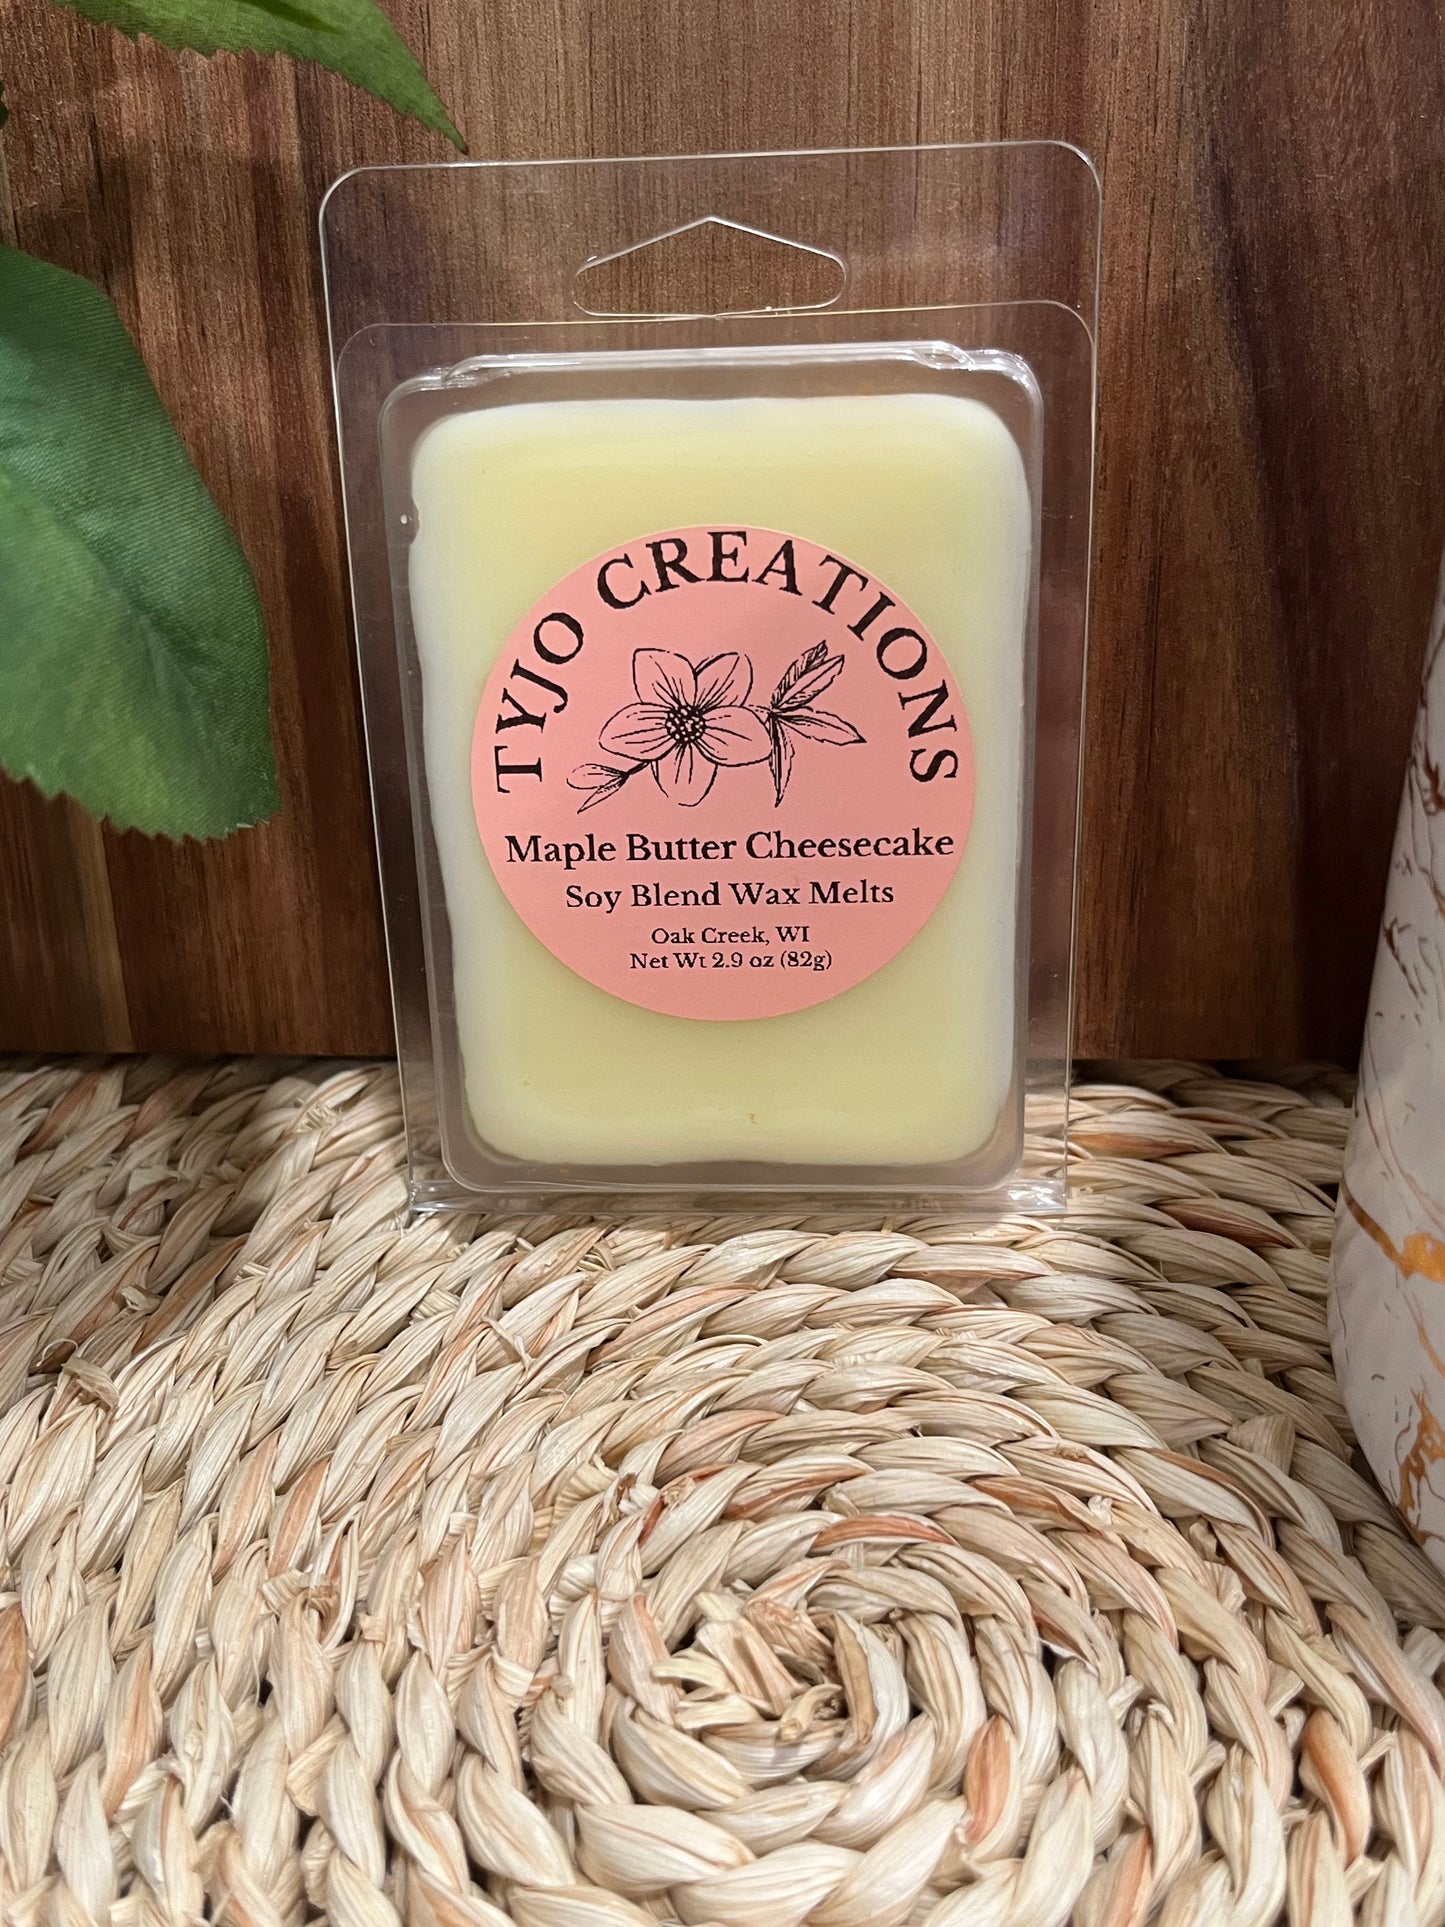 TYJO CREATIONS
Maple Butter Cheesecake
Soy Blend Wax Melts
Oak Creek, WI
Net Wt 2.9 oz (82g)